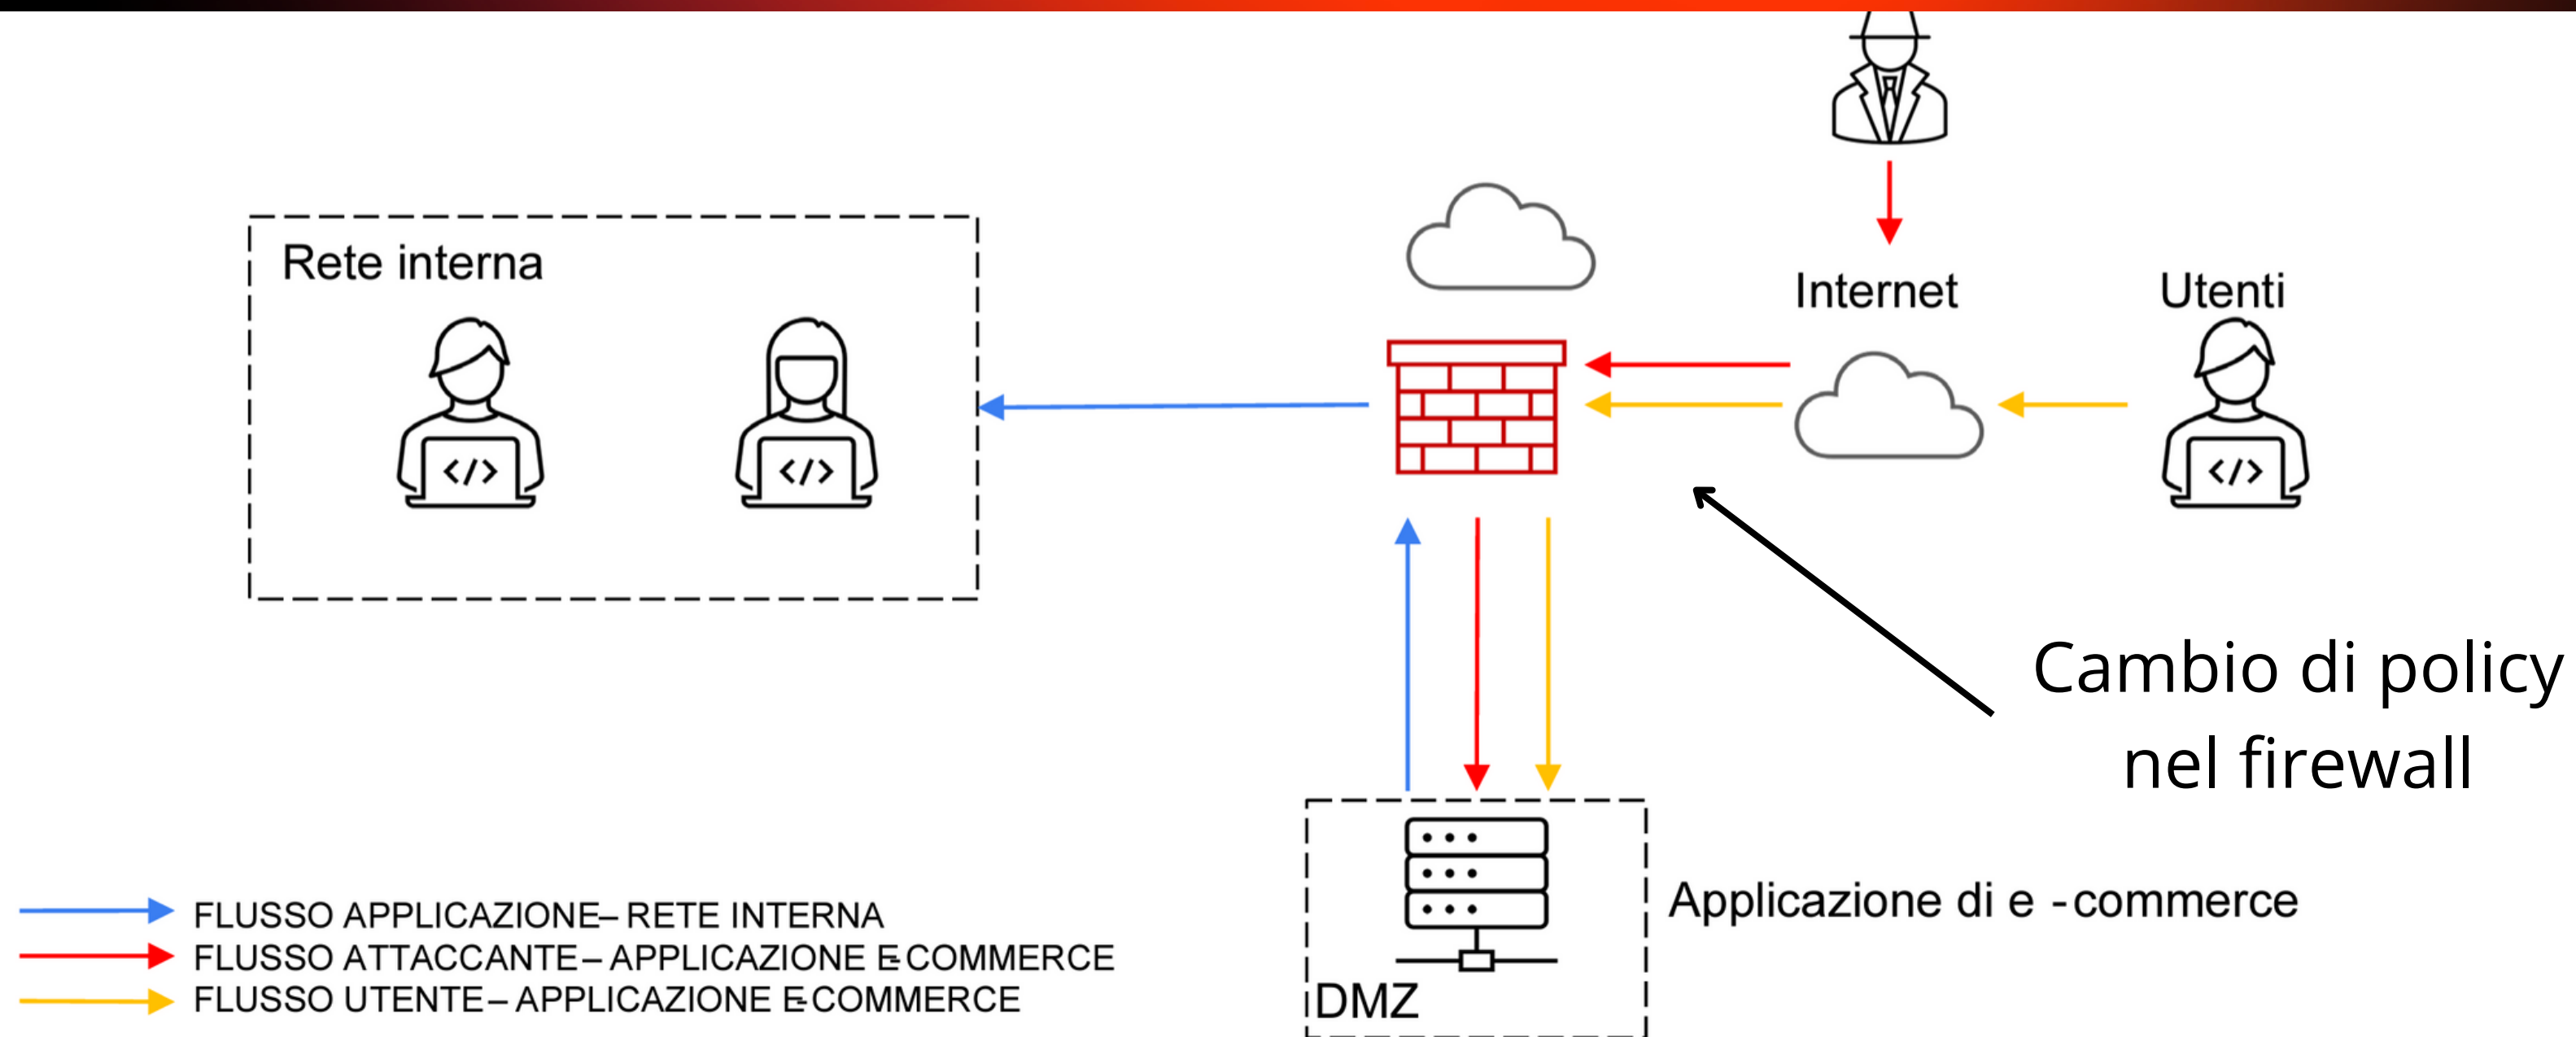 Rete interna
Internet
Utenti
Cambio di policy
nel firewall
Applicazione di e -commerce
DMZ
FLUSSO APPLICAZIONE– RETE INTERNA
FLUSSO ATTACCANTE– APPLICAZIONE E-COMMERCE
FLUSSO UTENTE– APPLICAZIONE E-COMMERCE